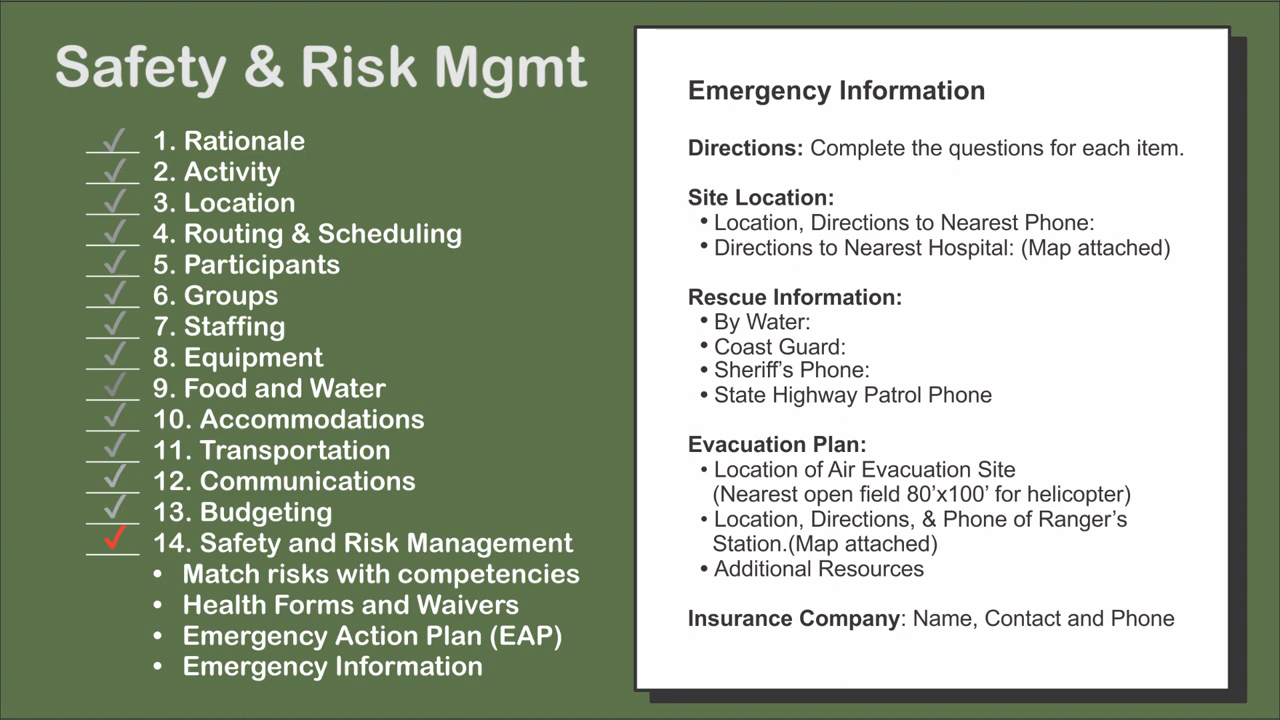 Safety & Risk Mgmt
✓ 1. Rationale
✓ 2. Activity
✓ 3. Location
✓ 4. Routing & Scheduling
✓ 5. Participants
✓ 6. Groups
✓ 7. Staffing
✓ 8. Equipment
✓ 9. Food and Water
✓ 10. Accommodations
✓ 11. Transportation
✓ 12. Communications
✓ 13. Budgeting
✓ 14. Safety and Risk Management
• Match risks with competencies
• Health Forms and Waivers
• Emergency Action Plan (EAP)
• Emergency Information
Emergency Information
Directions: Complete the questions for each item.
Site Location:
• Location, Directions to Nearest Phone:
• Directions to Nearest Hospital: (Map attached)
Rescue Information:
• By Water:
• Coast Guard:
• Sheriff's Phone:
• State Highway Patrol Phone
Evacuation Plan:
• Location of Air Evacuation Site
(Nearest open field 80'x100' for helicopter)
• Location, Directions, & Phone of Ranger's
Station.(Map attached)
• Additional Resources
Insurance Company: Name, Contact and Phone